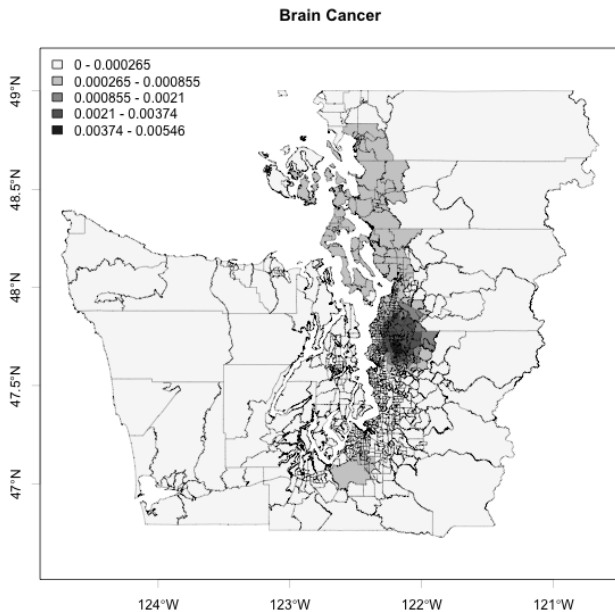 Brain Cancer
0 - 0.000265
0.000265 - 0.000855
0.000855 - 0.0021
0.0021 - 0.00374
0.00374 - 0.00546
49°N
48.5°N
48°N
47.5°N
47°N
124°W
123°W
122°W
121°W